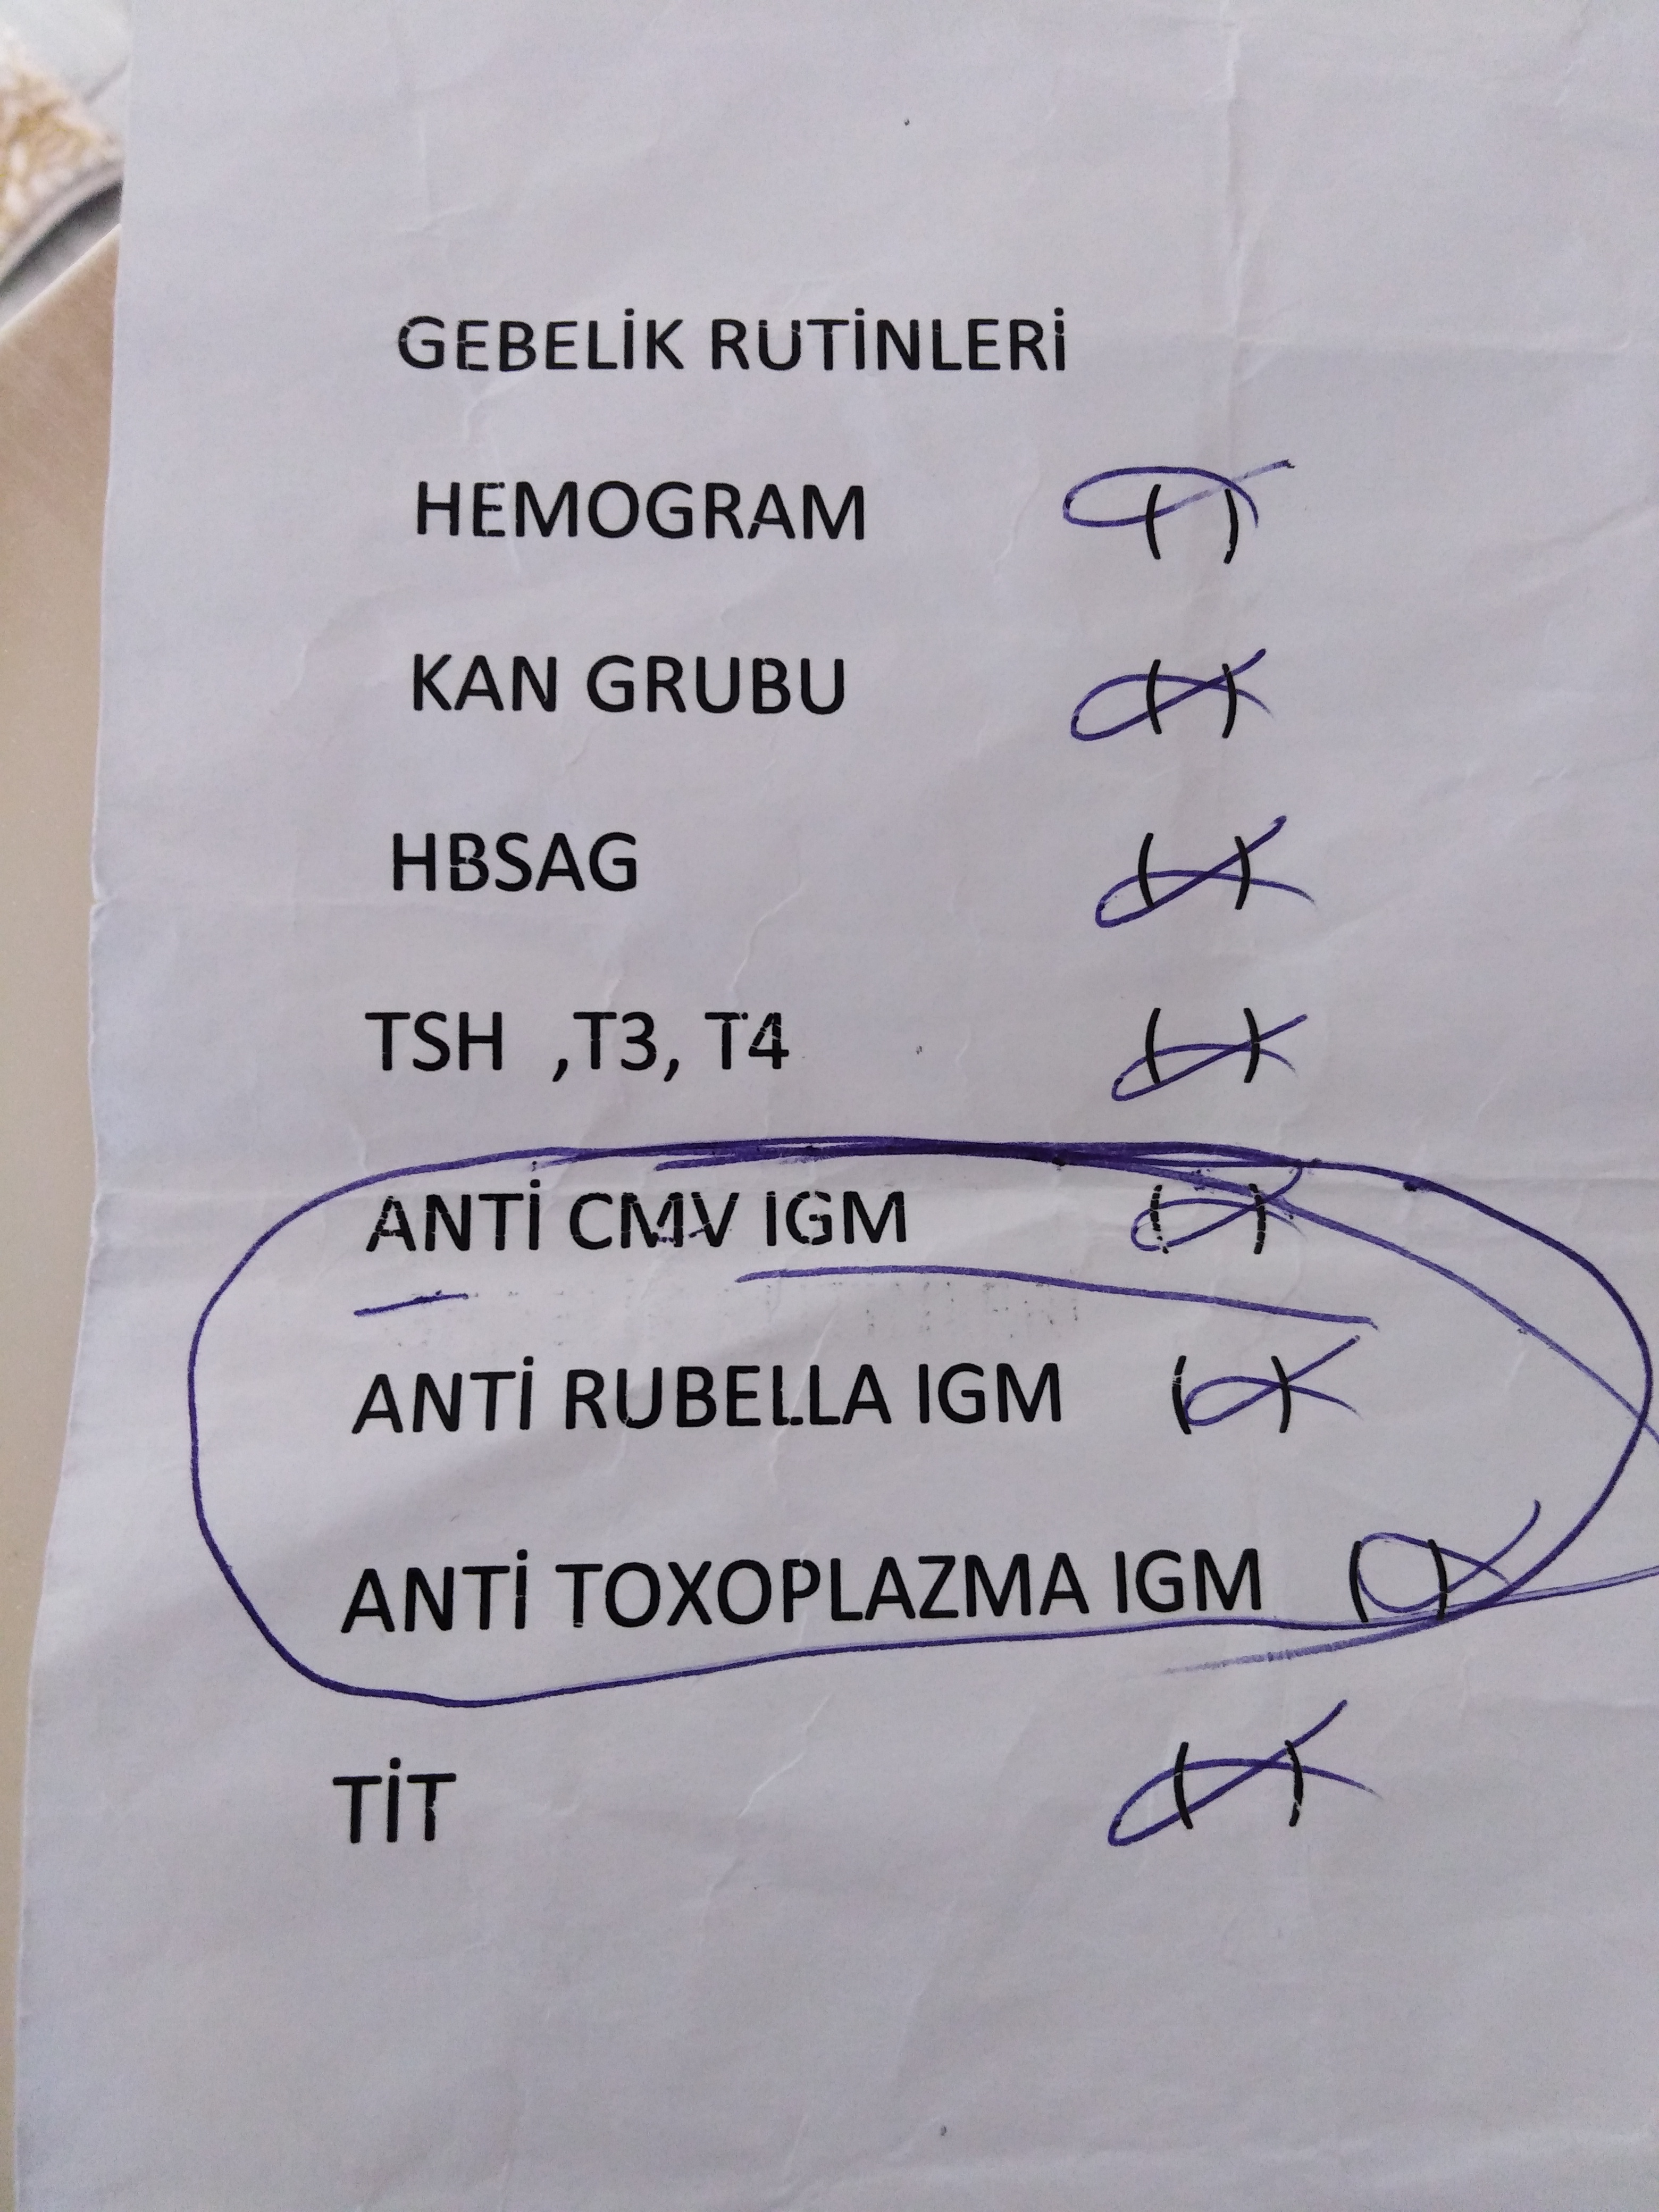 GEBELİK RUTİNLERİ
HEMOGRAM ( )
KAN GRUBU ( )
HBSAG ( )
TSH ,T3, T4 ( )
ANTİ CMV IGM ( )
ANTİ RUBELLA IGM ( )
ANTİ TOXOPLAZMA IGM ( )
TİT ( )